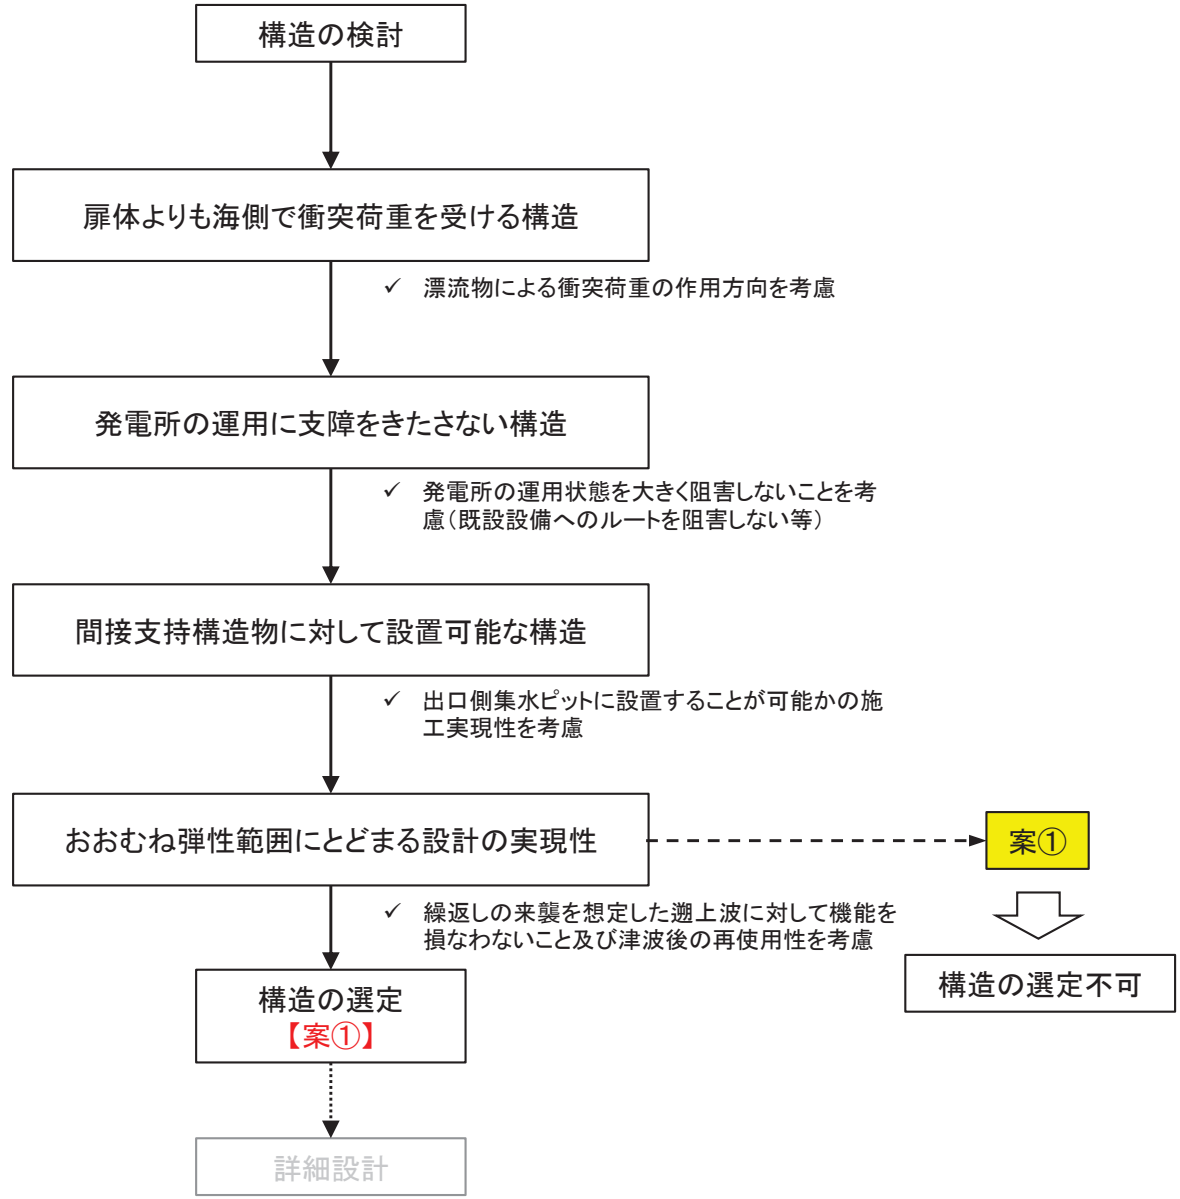 構造の検討
扉体よりも海側で衝突荷重を受ける構造
✓ 漂流物による衝突荷重の作用方向を考慮
発電所の運用に支障をきたさない構造
✓ 発電所の運用状態を大きく阻害しないことを考
慮（既設設備へのルートを阻害しない等）
間接支持構造物に対して設置可能な構造
✓ 出口側集水ピットに設置することが可能かの施
工実現性を考慮
おおむね弾性範囲にとどまる設計の実現性
案①
✓ 繰返しの来襲を想定した遡上波に対して機能を
損なわないこと及び津波後の再使用性を考慮
構造の選定不可
構造の選定
【案①】
詳細設計